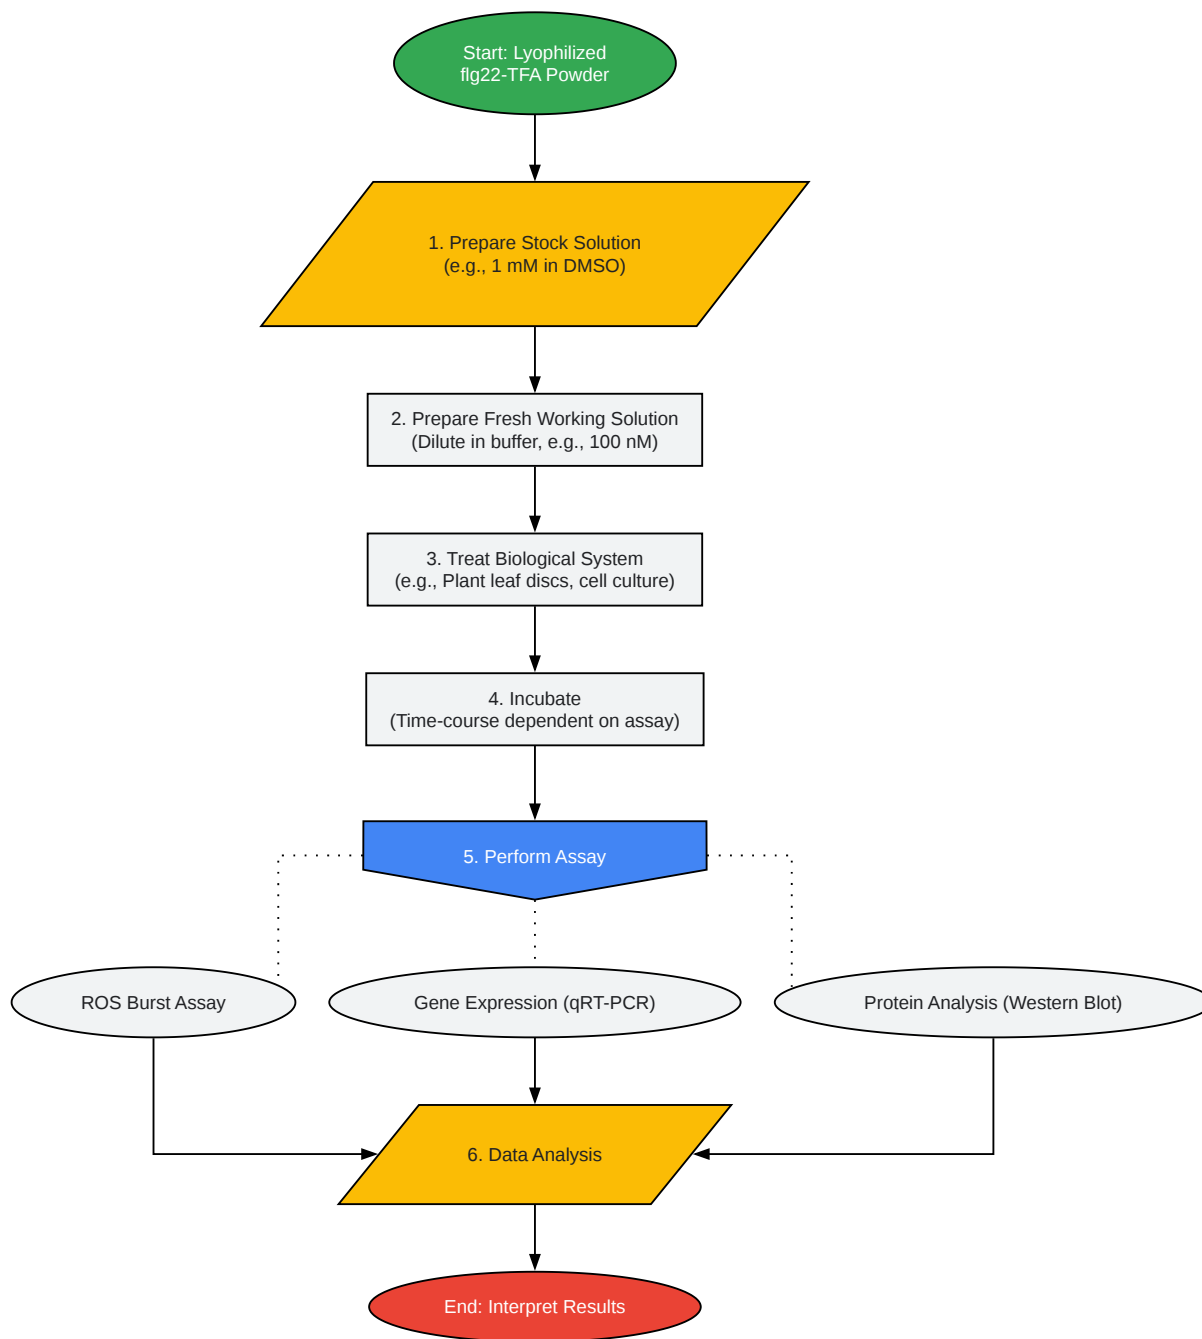 Start: Lyophilized
flg22-TFA Powder
1. Prepare Stock Solution
(e.g., 1 mM in DMSO)
2. Prepare Fresh Working Solution
(Dilute in buffer, e.g., 100 nM)
3. Treat Biological System
(e.g., Plant leaf discs, cell culture)
4. Incubate
(Time-course dependent on assay)
5. Perform Assay
ROS Burst Assay
Gene Expression (qRT-PCR)
Protein Analysis (Western Blot)
6. Data Analysis
End: Interpret Results